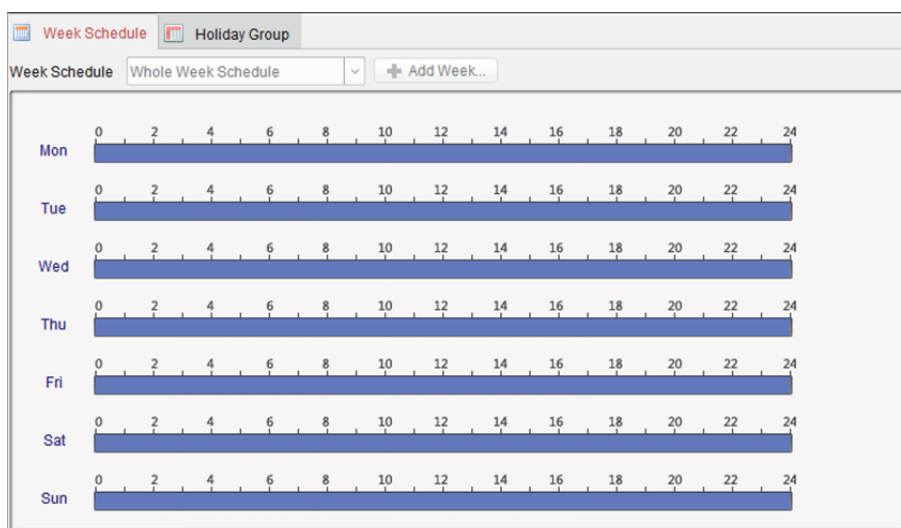 Week Schedule Holiday Group
Week Schedule Whole Week Schedule Add Week...
0 2 4 6 8 10 12 14 16 18 20 22 24
Mon
0 2 4 6 8 10 12 14 16 18 20 22 24
Tue
0 2 4 6 8 10 12 14 16 18 20 22 24
Wed
0 2 4 6 8 10 12 14 16 18 20 22 24
Thu
0 2 4 6 8 10 12 14 16 18 20 22 24
Fri
0 2 4 6 8 10 12 14 16 18 20 22 24
Sat
0 2 4 6 8 10 12 14 16 18 20 22 24
Sun